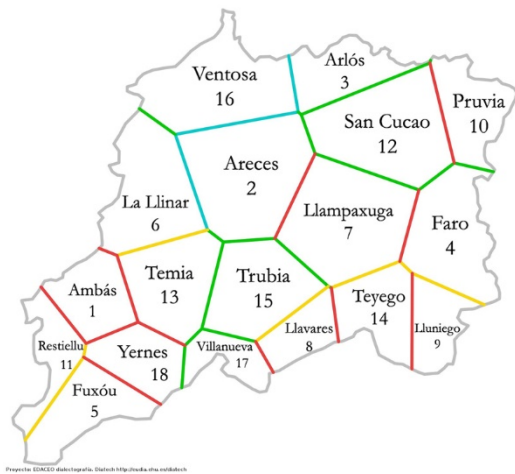 Ventosa
16
Arlós
3
Pruvia
10
San Cucao
12
Areces
2
La Llinar
6
Llampaxuga
7
Faro
4
Ambás
1
Temia
13
Trubia
15
Teyego
14
Lluniego
9
Restiellu
11
Yernes
18
Villanueva
17
Llavares
8
Fuxóu
5
Proyecto EDACEO dialectografia. Diatech http://eudia.ehu.es/diatech